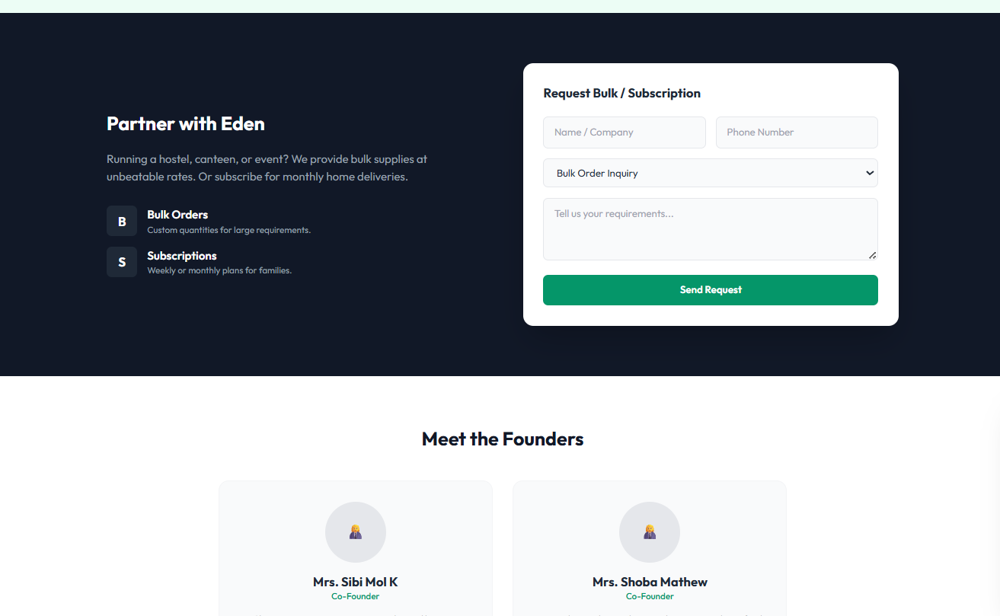 Partner with Eden
Running a hostel, canteen, or event? We provide bulk supplies at
unbeatable rates. Or subscribe for monthly home deliveries.
B
Bulk Orders
Custom quantities for large requirements.
S
Subscriptions
Weekly or monthly plans for families.
Request Bulk / Subscription
Name / Company
Phone Number
Bulk Order Inquiry
Tell us your requirements...
Send Request
Meet the Founders
Mrs. Sibi Mol K
Co-Founder
Mrs. Shoba Mathew
Co-Founder